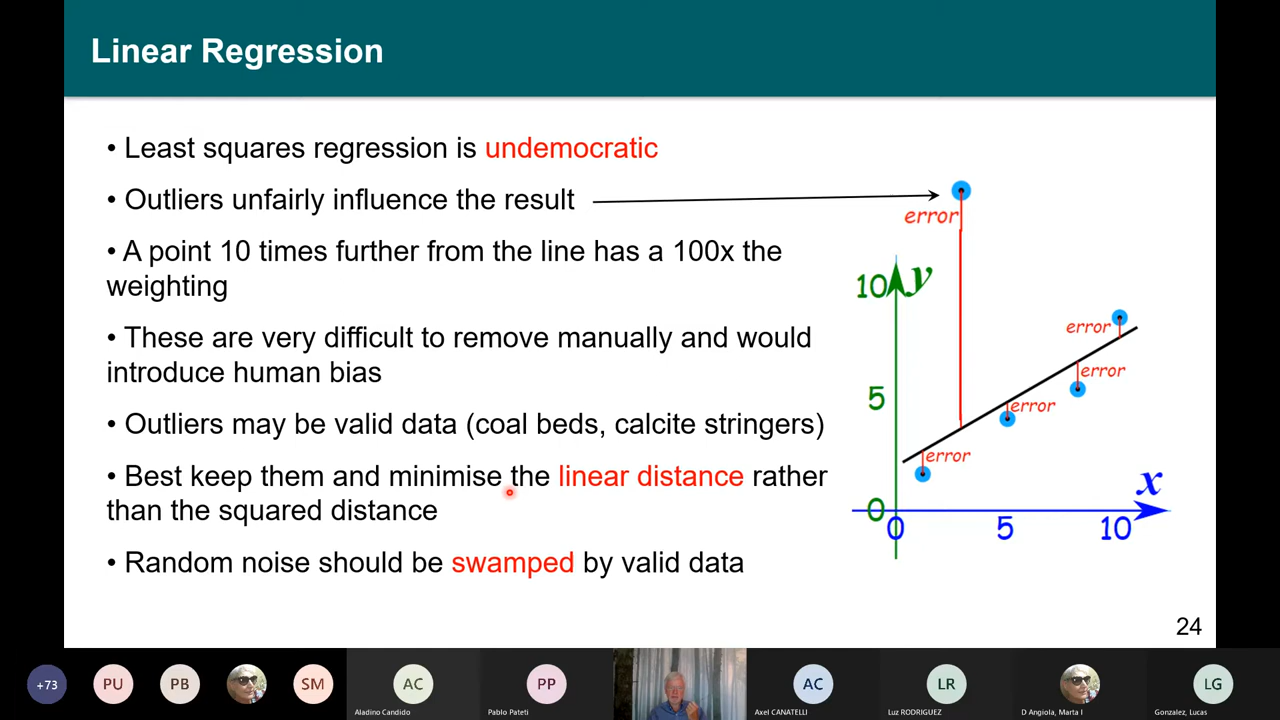 Linear Regression
• Least squares regression is undemocratic
• Outliers unfairly influence the result
• A point 10 times further from the line has a 100x the
weighting
• These are very difficult to remove manually and would
introduce human bias
• Outliers may be valid data (coal beds, calcite stringers)
• Best keep them and minimise the linear distance rather
than the squared distance
• Random noise should be swamped by valid data
error
10 y
error
error
5
error
error
x
0
0 5 10
24
+73 PU PB SM AC PP AC LR LG
Aladino Candido Pablo Pateti Axel CANATELLI Luz RODRIGUEZ D Angiola, Marta I Gonzalez, Lucas